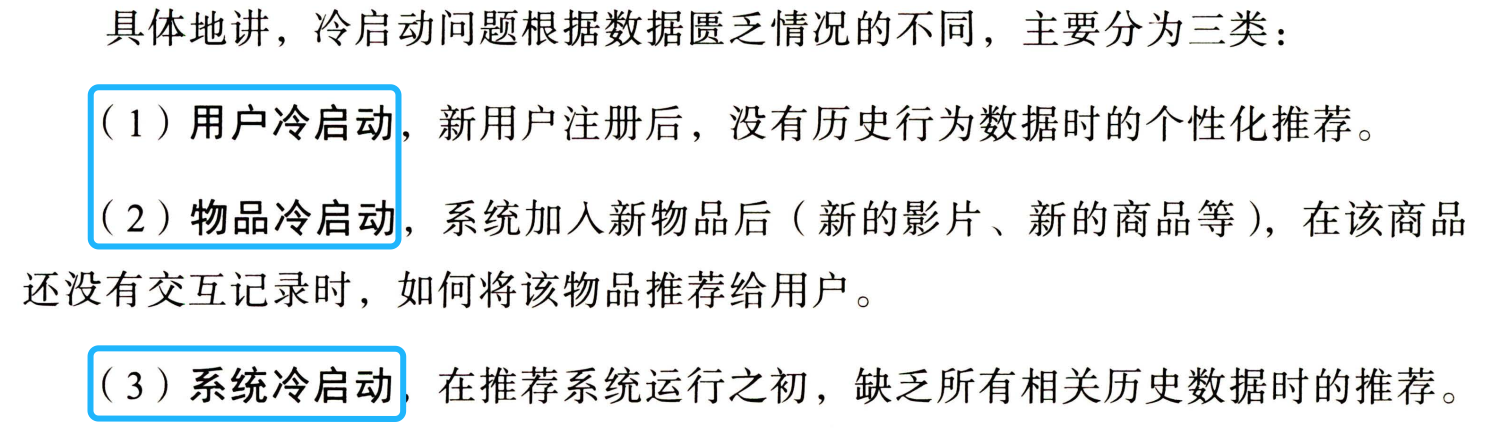 具体地讲，冷启动问题根据数据匮乏情况的不同，主要分为三类：
（1）用户冷启动，新用户注册后，没有历史行为数据时的个性化推荐。
（2）物品冷启动，系统加入新物品后（新的影片、新的商品等），在该商品
还没有交互记录时，如何将该物品推荐给用户。
（3）系统冷启动，在推荐系统运行之初，缺乏所有相关历史数据时的推荐。